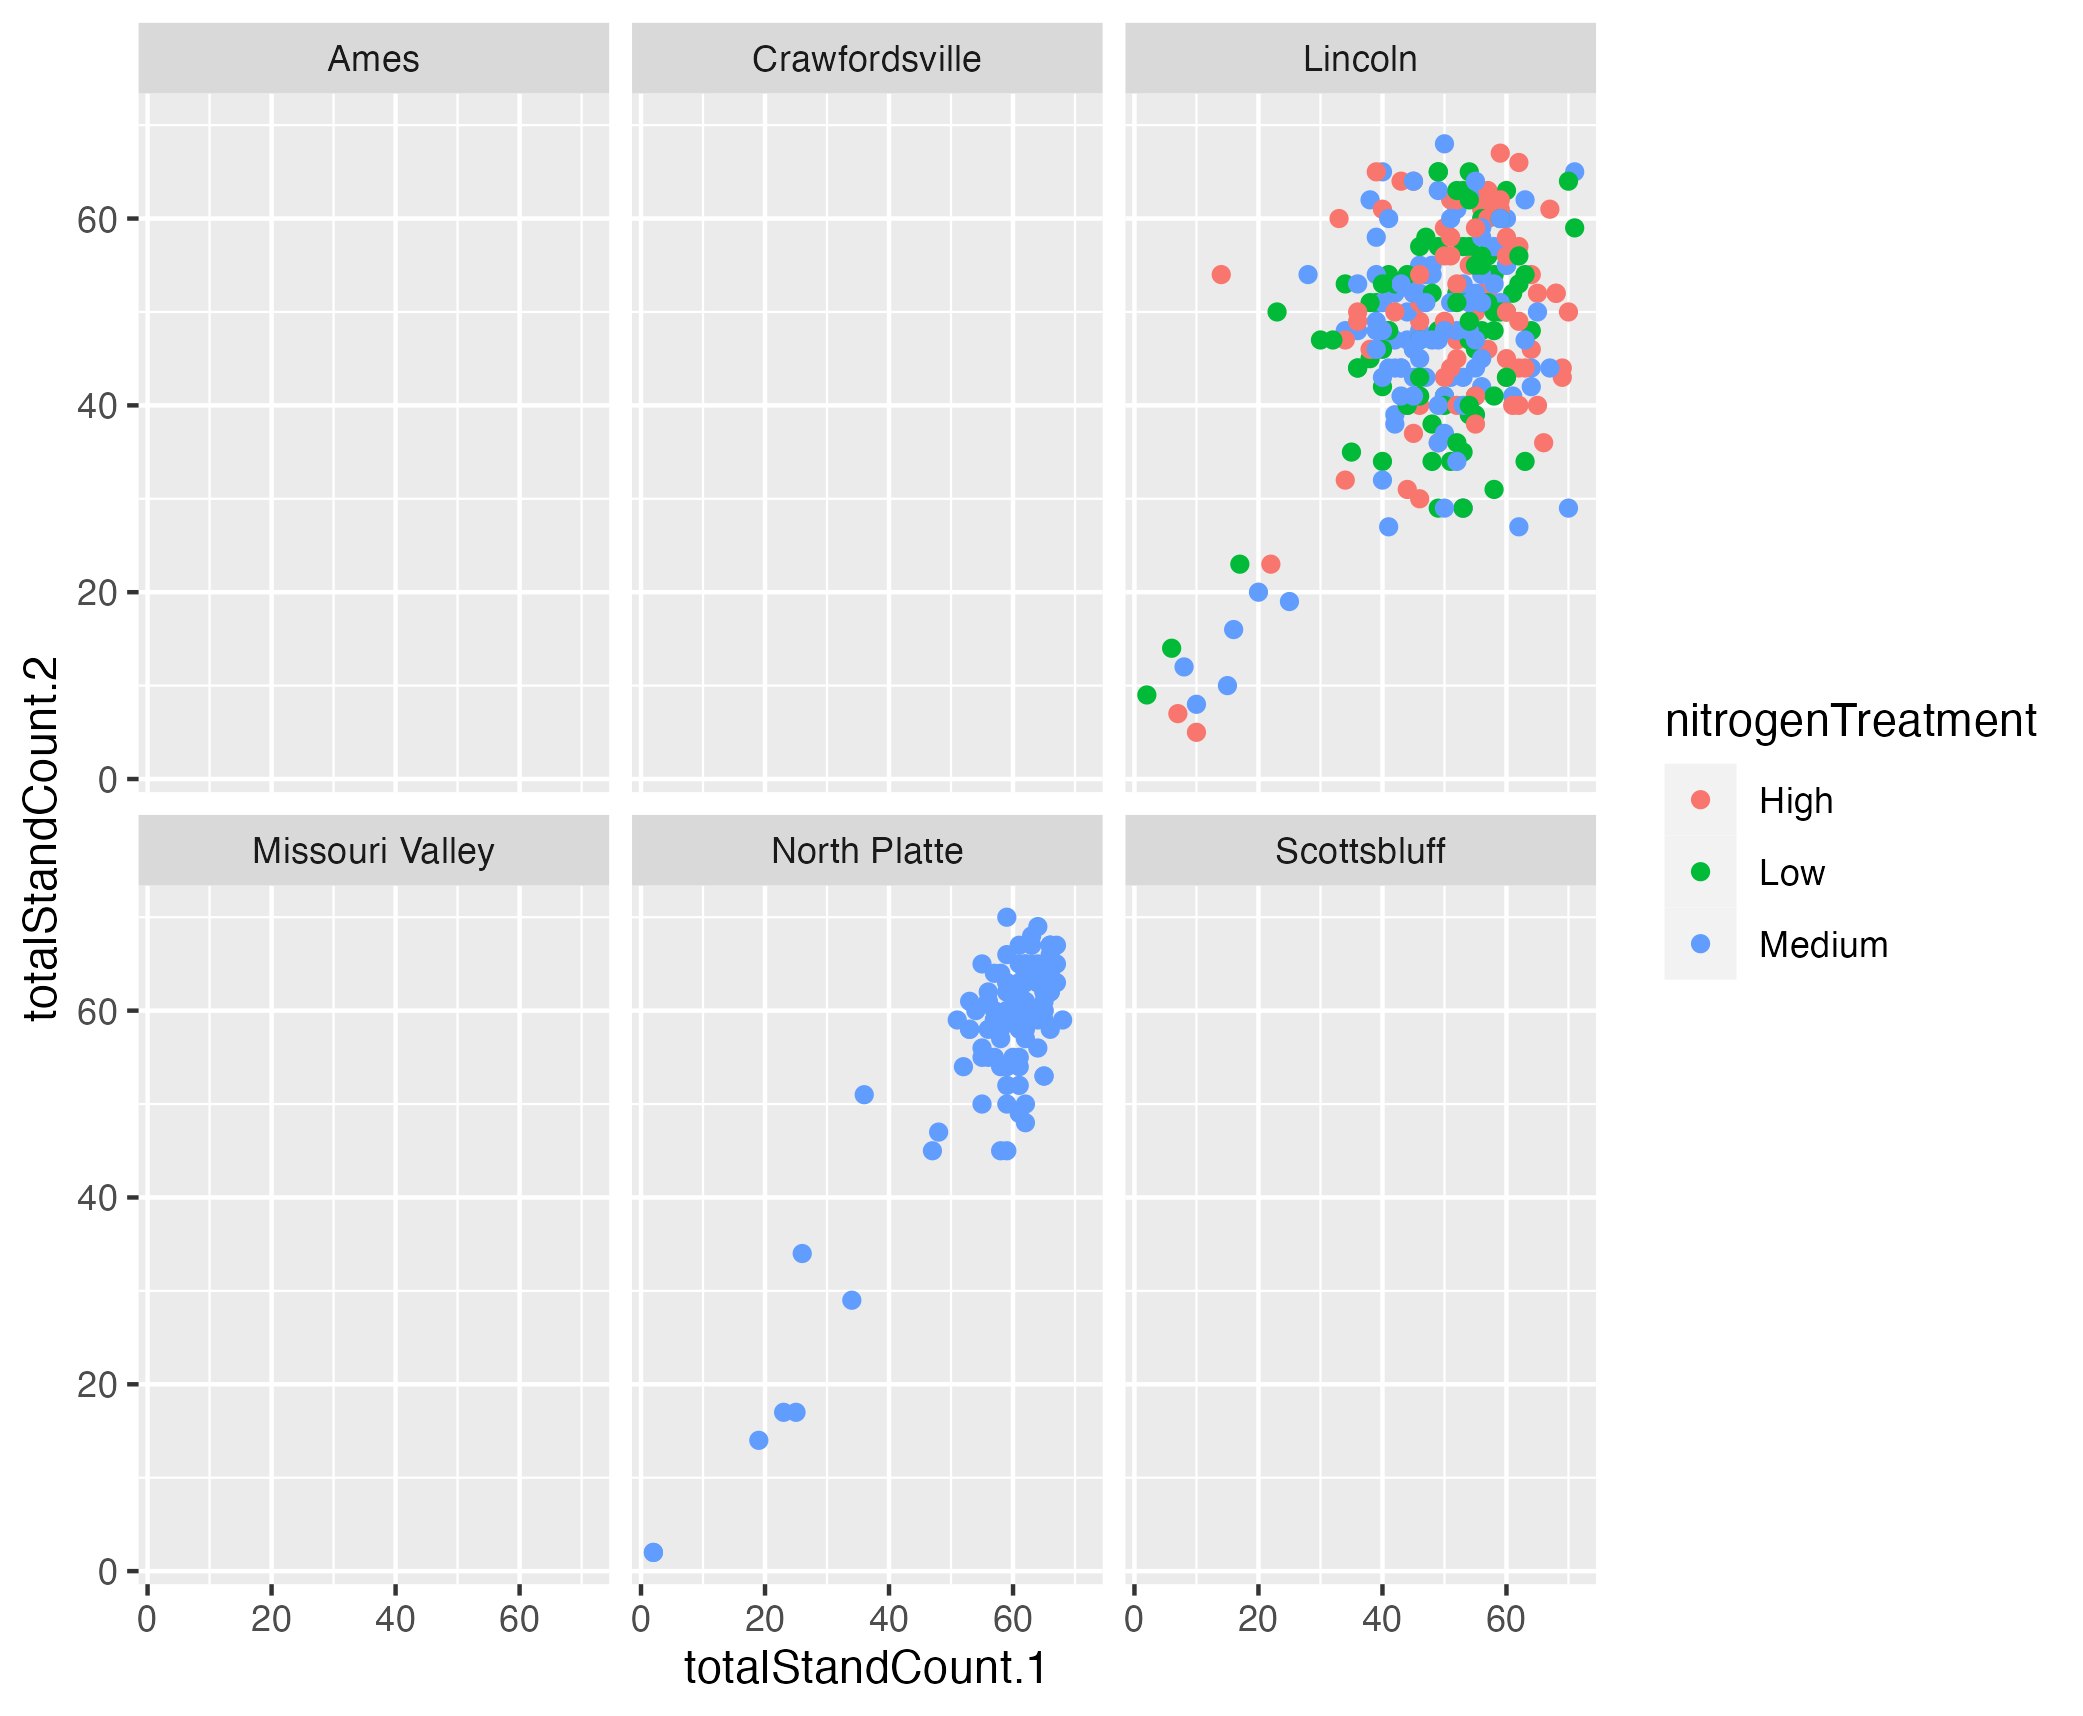 Ames Crawfordsville Lincoln
60
40
20
0
Missouri Valley North Platte Scottsbluff
60
40
20
0
0 20 40 60 0 20 40 60 0 20 40 60
totalStandCount.1
totalStandCount.2
nitrogenTreatment
High
Low
Medium